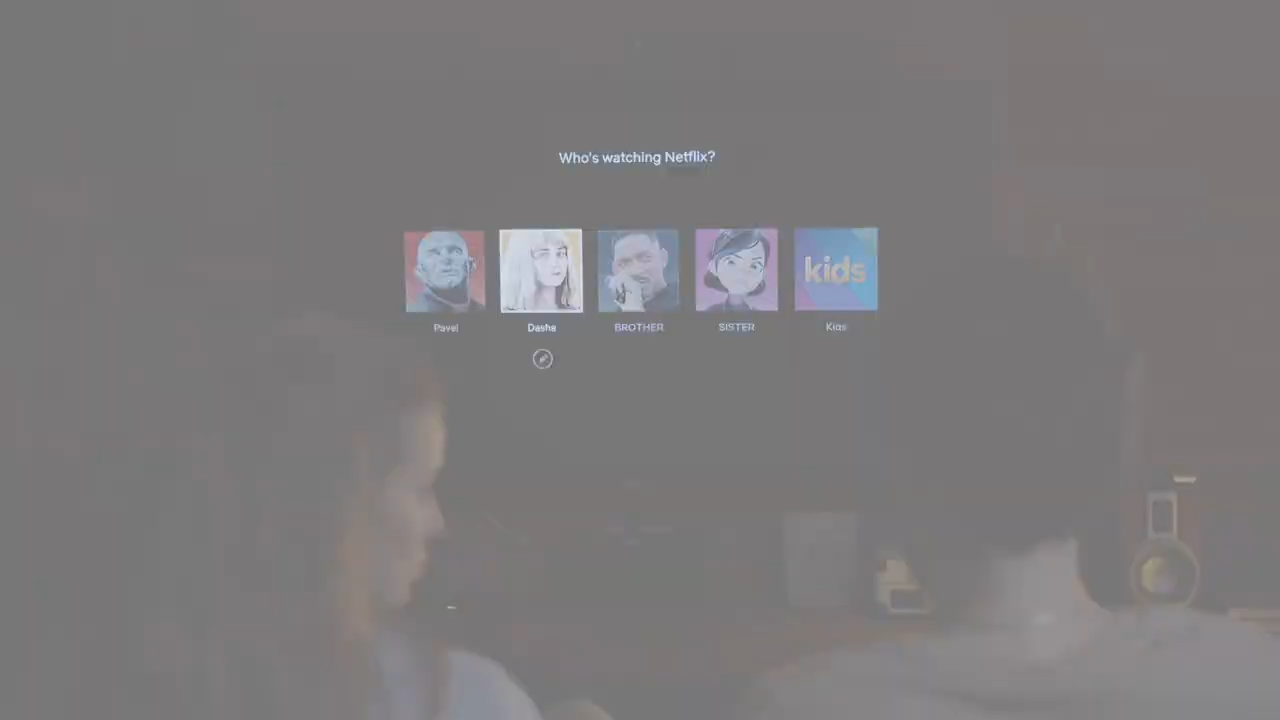 Who's watching Netflix?
kids
Pavel
Dasha
BROTHER
SISTER
Kids